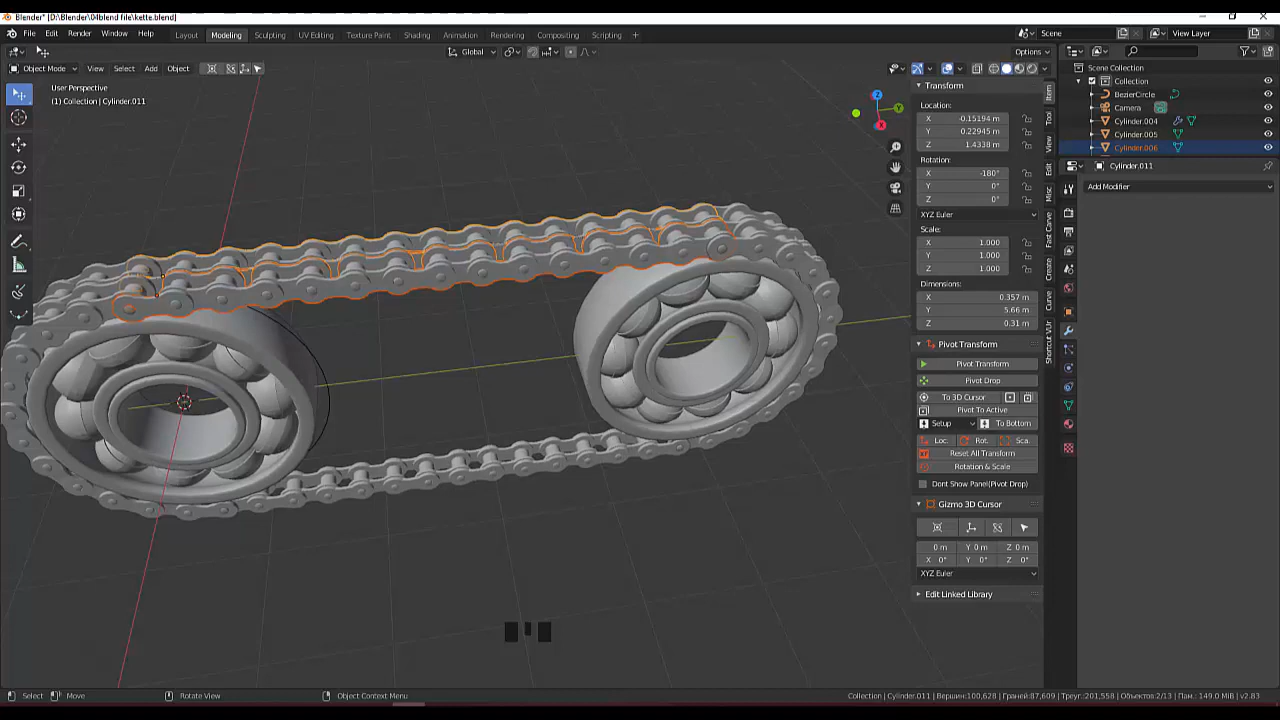 Blender* [D:\Blender\04blend file\kette.blend]
File Edit Render Window Help Layout Modeling Sculpting UV Editing Texture Paint Shading Animation Rendering Compositing Scripting + Scene View Layer
Global Options
Object Mode View Select Add Object
User Perspective
(1) Collection | Cylinder.011
Z
Y
X
Transform
Location:
X -0.15194 m
Y 0.22945 m
Z 1.4338 m
Rotation:
X -180°
Y 0°
Z 0°
XYZ Euler
Scale:
X 1.000
Y 1.000
Z 1.000
Dimensions:
X 0.357 m
Y 5.66 m
Z 0.31 m
Pivot Transform
Pivot Transform
Pivot Drop
To 3D Cursor
Pivot To Active
Setup To Bottom
Loc. Rot. Sca.
Reset All Transform
Rotation & Scale
Dont Show Panel(Pivot Drop)
Gizmo 3D Cursor
0 m Y 0 m Z 0 m
X 0° Y 0° Z 0°
XYZ Euler
Edit Linked Library
Item
Tool
View
Edit
Misc
Fast Carve
Create
Curve
Shortcut VUr
Scene Collection
Collection
BezierCircle
Camera
Cylinder.004
Cylinder.005
Cylinder.006
Cylinder.011
Add Modifier
Select Move Rotate View Object Context Menu Collection | Cylinder.011 | Вершин:100,628 | Граней:87,609 | Треуг.:201,558 | Объектов:2/13 | Пам.: 149.0 MiB | v2.83